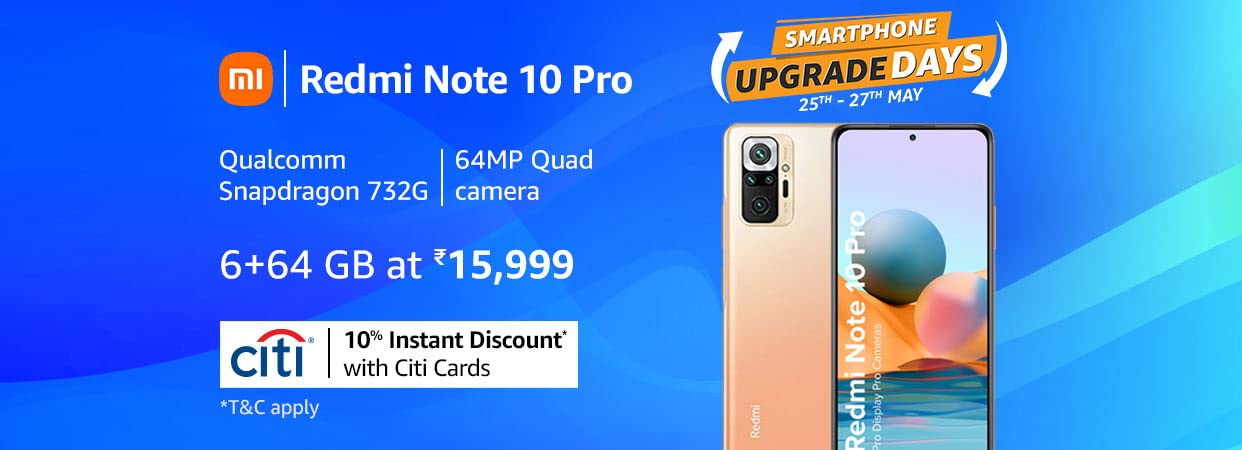 SMARTPHONE
UPGRADE DAYS
25TH - 27TH MAY
mi
Redmi Note 10 Pro
Qualcomm
Snapdragon 732G
64MP Quad
camera
6+64 GB at ₹15,999
citi®
10% Instant Discount*
with Citi Cards
*T&C apply
Redmi
Redmi Note 10 Pro
Pro Display Pro Cameras